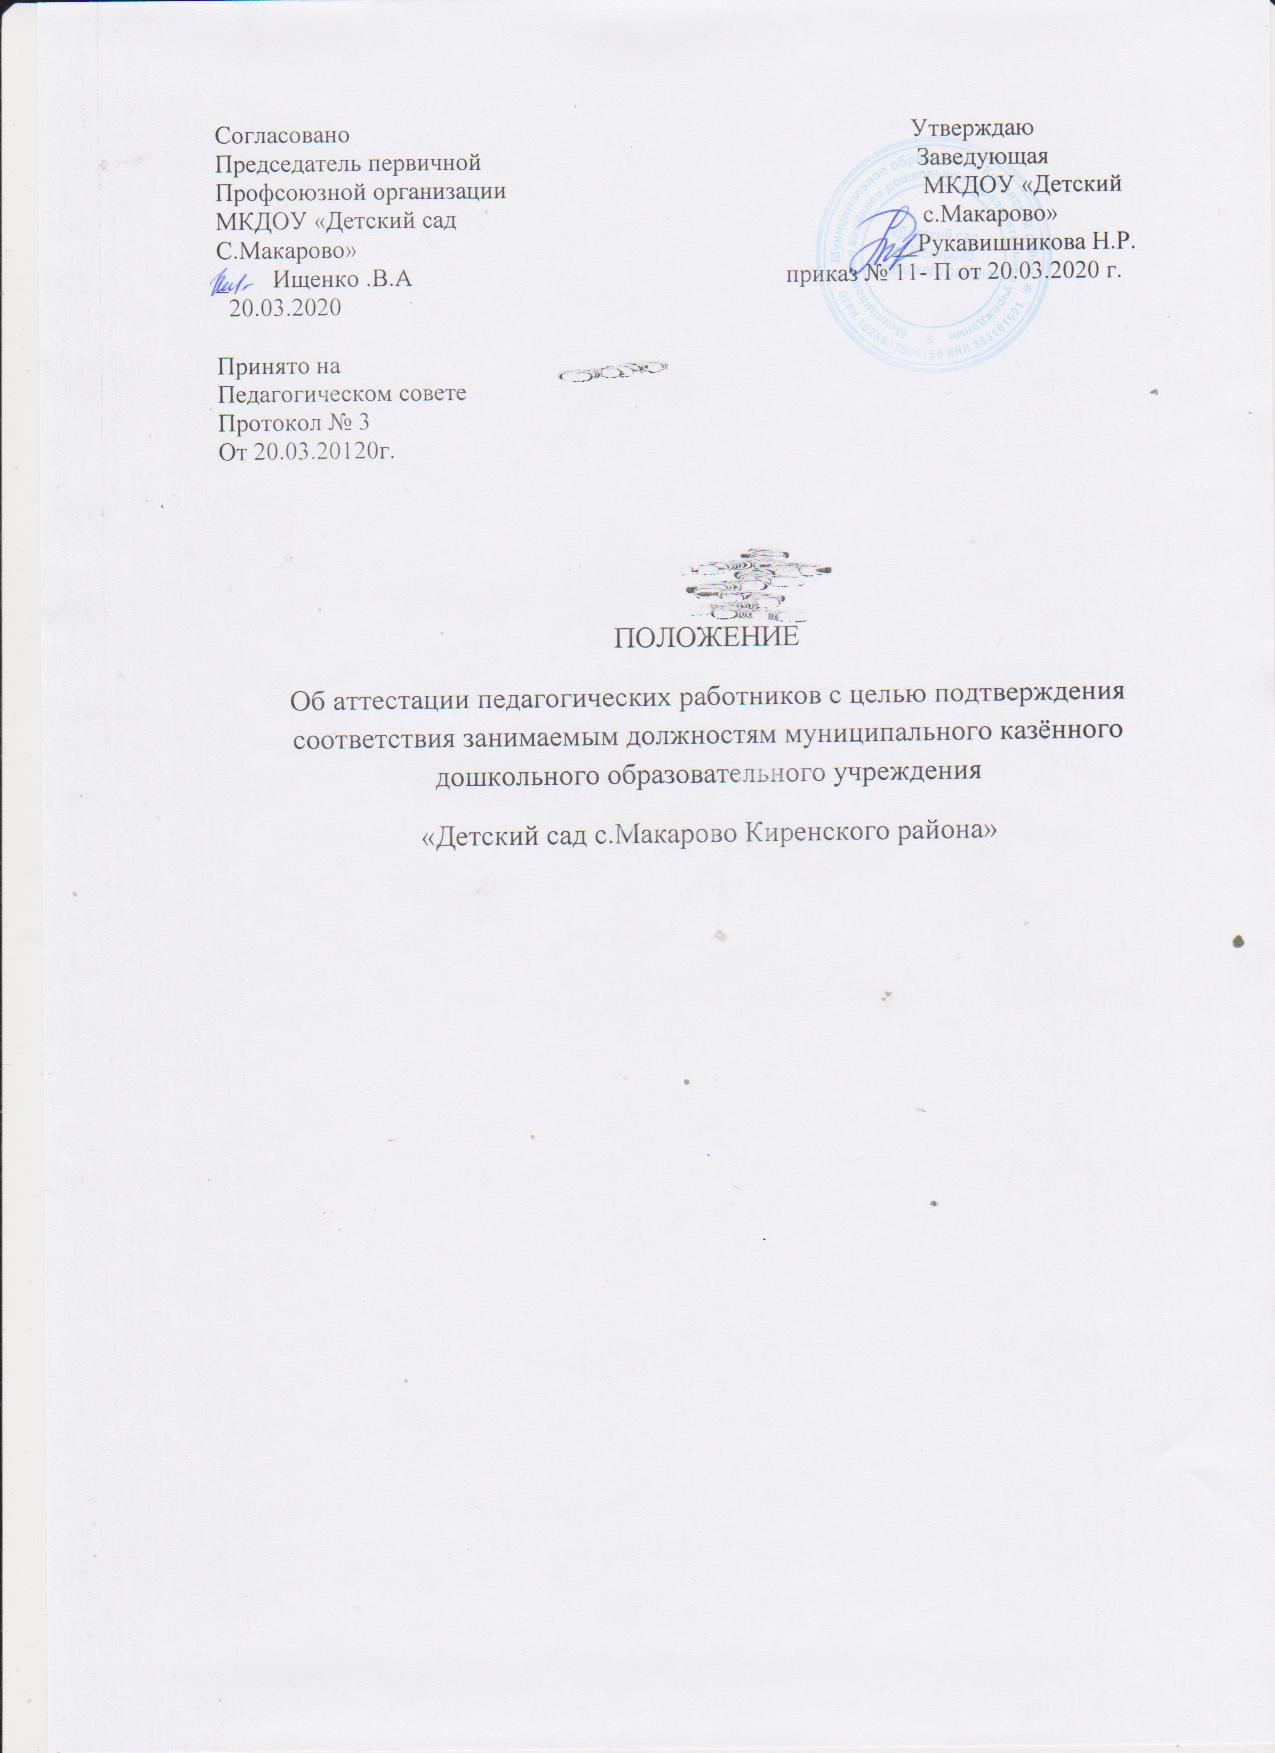 Согласовано
Председатель первичной
Профсоюзной организации
МКДОУ «Детский сад
С.Макарово»
Ищенко .В.А
20.03.2020
Утверждаю
Заведующая
МКДОУ «Детский
с.Макарово»
Рукавишникова Н.Р.
приказ № 11- П от 20.03.2020 г.
Принято на
Педагогическом совете
Протокол № 3
От 20.03.20120г.
ПОЛОЖЕНИЕ
Об аттестации педагогических работников с целью подтверждения
соответствия занимаемым должностям муниципального казённого
дошкольного образовательного учреждения
«Детский сад с.Макарово Киренского района»